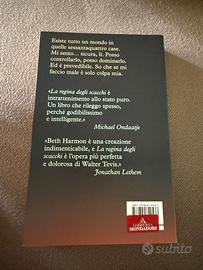 Esiste tutto un mondo in
quelle sessantaquattro case.
Mi sento... sicura, lì. Posso
controllarlo, posso dominarlo.
Ed è prevedibile. So che se mi
faccio male è solo colpa mia.
«La regina degli scacchi è
intrattenimento allo stato puro.
Un libro che rileggo spesso,
perché godibilissimo
e intelligente.»
Michael Ondaatje
«Beth Harmon è una creazione
indimenticabile, e La regina degli
scacchi è l'opera più perfetta
e dolorosa di Walter Tevis.»
Jonathan Lethem
LIBRERIA
MONDADORI
subito